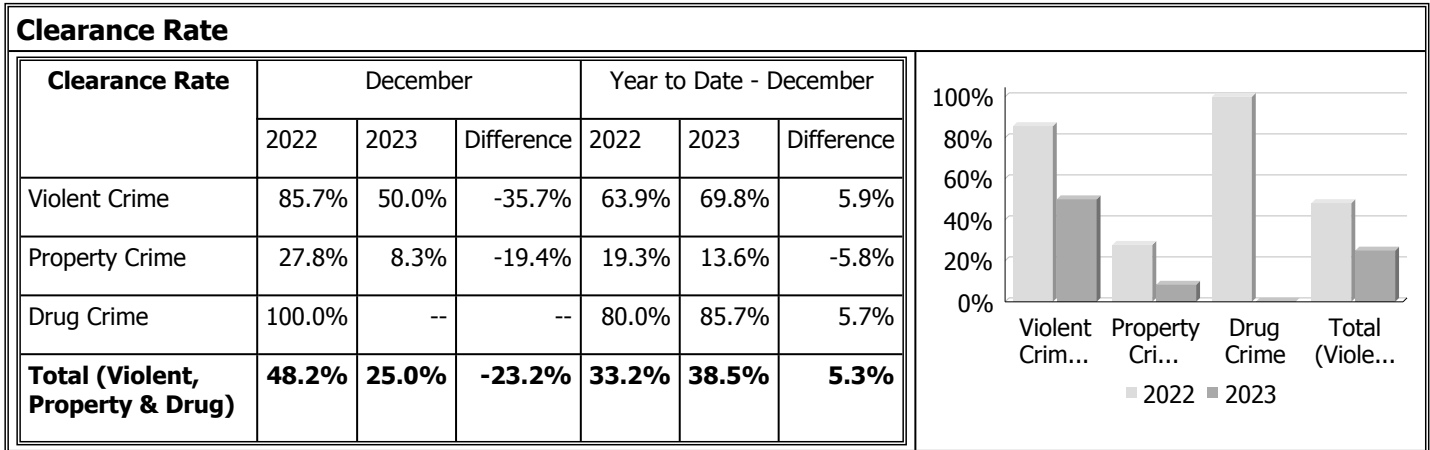 Clearance Rate
Clearance Rate December Year to Date - December
2022 2023 Difference 2022 2023 Difference
Violent Crime 85.7% 50.0% -35.7% 63.9% 69.8% 5.9%
Property Crime 27.8% 8.3% -19.4% 19.3% 13.6% -5.8%
Drug Crime 100.0% -- -- 80.0% 85.7% 5.7%
Total (Violent, 48.2% 25.0% -23.2% 33.2% 38.5% 5.3%
Property & Drug)
100%
80%
60%
40%
20%
0%
Violent Property Drug Total
Crim... Cri... Crime (Viole...
2022 2023